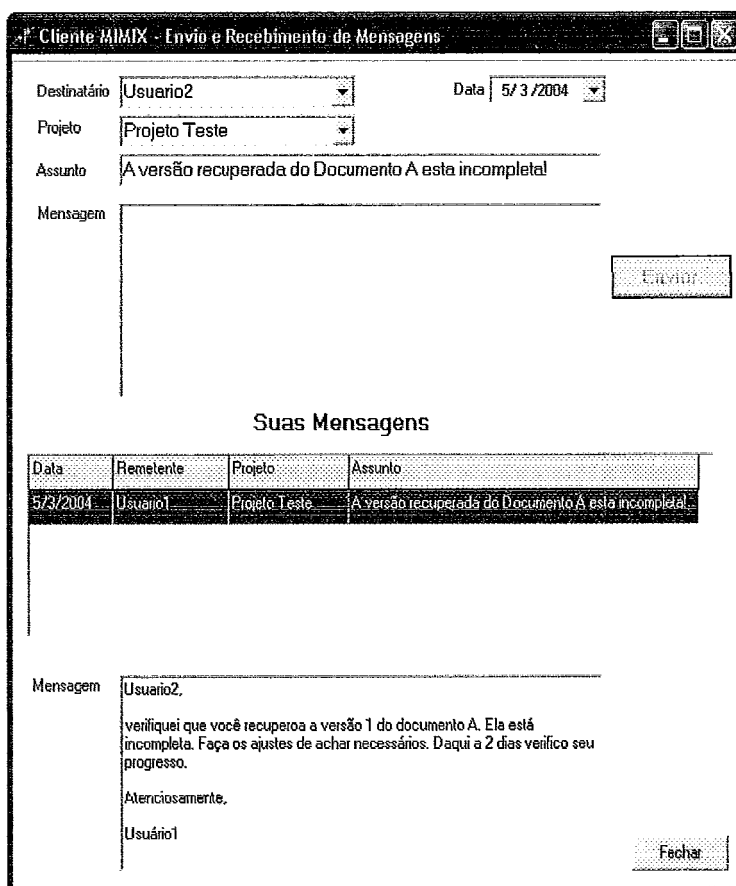 Cliente MIMIX - Envio e Recebimento de Mensagens
Destinatário Usuario2 Data 5/3/2004
Projeto Projeto Teste
Assunto A versão recuperada do Documento A esta incompleta!
Mensagem
Enviar
Suas Mensagens
Data Remetente Projeto Assunto
5/3/2004 Usuario1 Projeto Teste A versão recuperada do Documento A esta incompleta!
Mensagem Usuario2,
verifiquei que você recuperoa a versão 1 do documento A. Ela está
incompleta. Faça os ajustes de achar necessários. Daqui a 2 dias verifico seu
progresso.
Atenciosamente,
Usuário1
Fechar